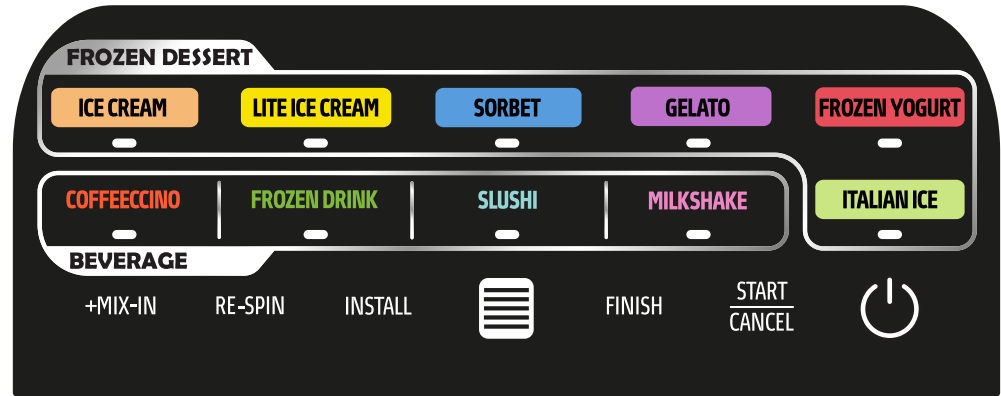 FROZEN DESSERT
ICE CREAM
LITE ICE CREAM
SORBET
GELATO
FROZEN YOGURT
COFFEECCINO
FROZEN DRINK
SLUSHI
MILKSHAKE
ITALIAN ICE
BEVERAGE
+MIX-IN
RE-SPIN
INSTALL
FINISH
START
CANCEL